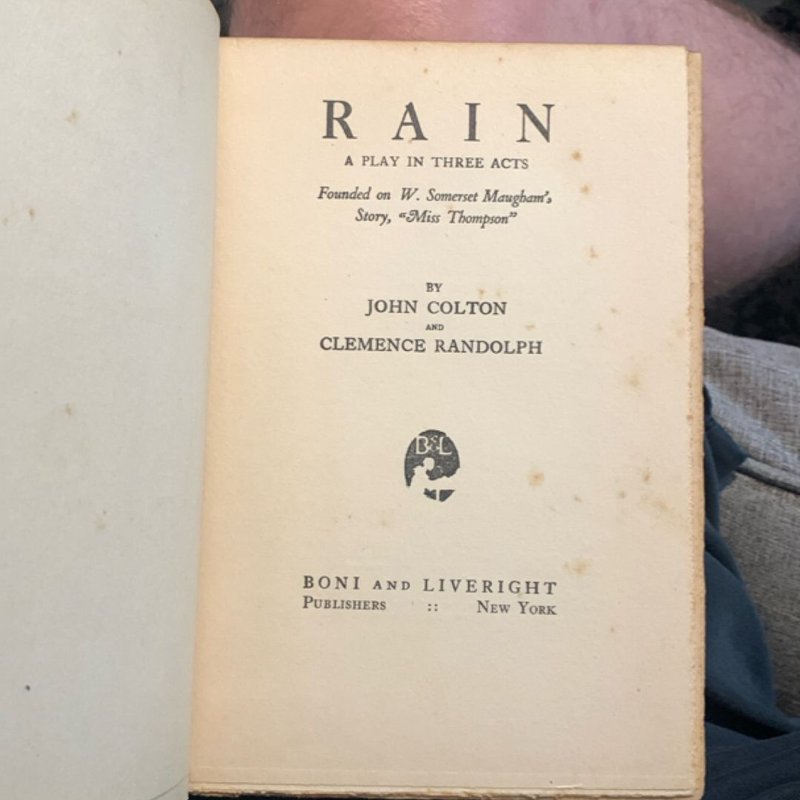 RAIN
A PLAY IN THREE ACTS
Founded on W. Somerset Maugham's
Story, “Miss Thompson”
BY
JOHN COLTON
AND
CLEMENCE RANDOLPH
B&L
BONI AND LIVERIGHT
PUBLISHERS :: NEW YORK